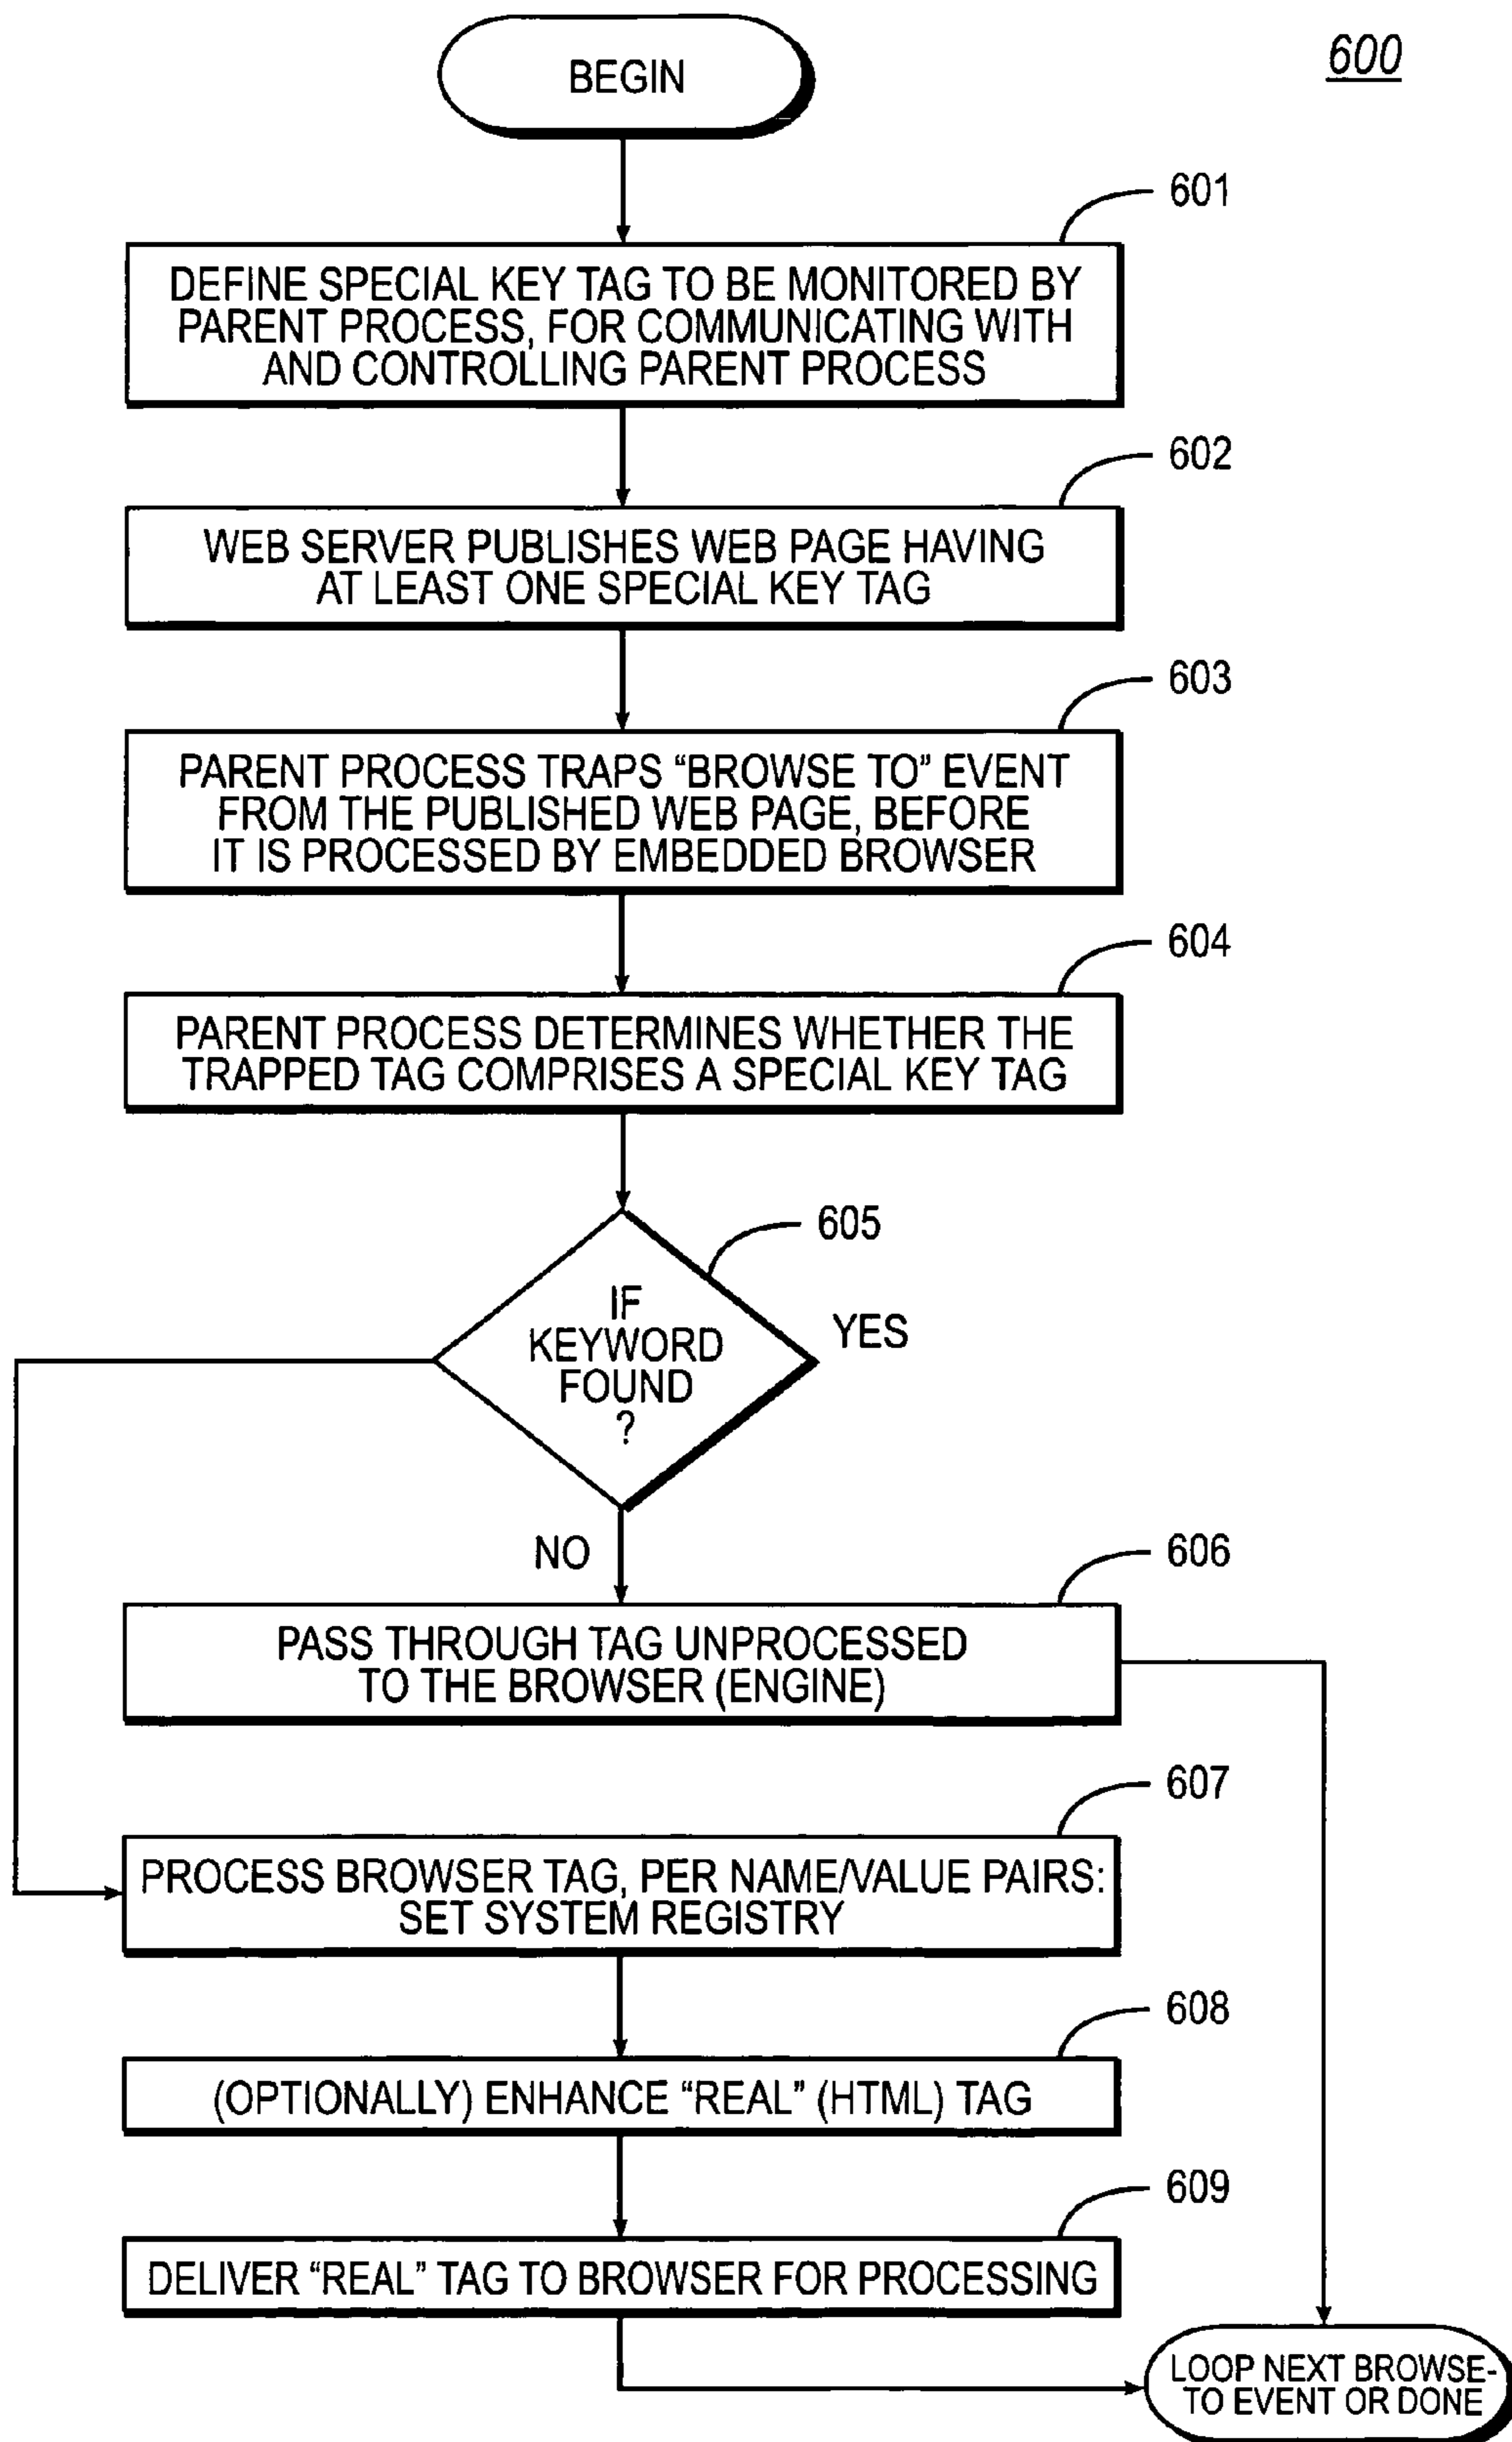 600
BEGIN
601
DEFINE SPECIAL KEY TAG TO BE MONITORED BY
PARENT PROCESS, FOR COMMUNICATING WITH
AND CONTROLLING PARENT PROCESS
602
WEB SERVER PUBLISHES WEB PAGE HAVING
AT LEAST ONE SPECIAL KEY TAG
603
PARENT PROCESS TRAPS “BROWSE TO” EVENT
FROM THE PUBLISHED WEB PAGE, BEFORE
IT IS PROCESSED BY EMBEDDED BROWSER
604
PARENT PROCESS DETERMINES WHETHER THE
TRAPPED TAG COMPRISES A SPECIAL KEY TAG
605
IF
KEYWORD
FOUND
?
YES
NO
606
PASS THROUGH TAG UNPROCESSED
TO THE BROWSER (ENGINE)
607
PROCESS BROWSER TAG, PER NAME/VALUE PAIRS:
SET SYSTEM REGISTRY
608
(OPTIONALLY) ENHANCE “REAL” (HTML) TAG
609
DELIVER “REAL” TAG TO BROWSER FOR PROCESSING
LOOP NEXT BROWSE-
TO EVENT OR DONE